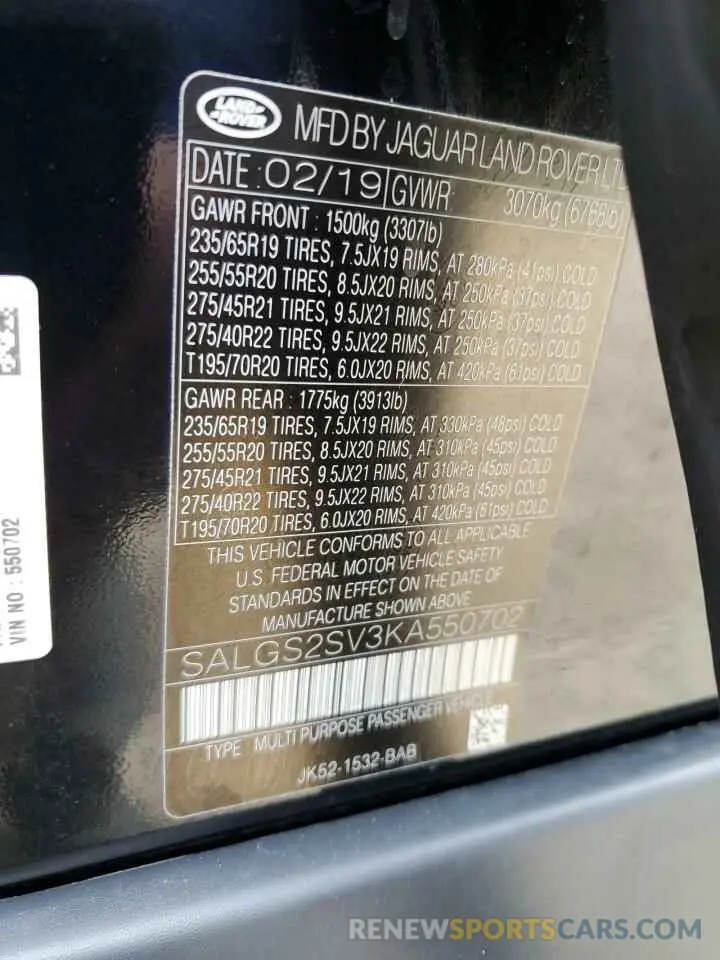 LAND ROVER
MFD BY JAGUAR LAND ROVER LTD
DATE : 02/19 GVWR : 3070kg (6768lb)
GAWR FRONT : 1500kg (3307lb)
235/65R19 TIRES, 7.5JX19 RIMS, AT 280kPa (41psi) COLD
255/55R20 TIRES, 8.5JX20 RIMS, AT 250kPa (37psi) COLD
275/45R21 TIRES, 9.5JX21 RIMS, AT 250kPa (37psi) COLD
275/40R22 TIRES, 9.5JX22 RIMS, AT 250kPa (37psi) COLD
T195/70R20 TIRES, 6.0JX20 RIMS, AT 420kPa (61psi) COLD
GAWR REAR : 1775kg (3913lb)
235/65R19 TIRES, 7.5JX19 RIMS, AT 330kPa (48psi) COLD
255/55R20 TIRES, 8.5JX20 RIMS, AT 310kPa (45psi) COLD
275/45R21 TIRES, 9.5JX21 RIMS, AT 310kPa (45psi) COLD
275/40R22 TIRES, 9.5JX22 RIMS, AT 310kPa (45psi) COLD
T195/70R20 TIRES, 6.0JX20 RIMS, AT 420kPa (61psi) COLD
THIS VEHICLE CONFORMS TO ALL APPLICABLE
U.S. FEDERAL MOTOR VEHICLE SAFETY
STANDARDS IN EFFECT ON THE DATE OF
MANUFACTURE SHOWN ABOVE
SALGS2SV3KA550702
TYPE : MULTI PURPOSE PASSENGER VEHICLE
JK52-1532-BAB
VIN NO : 550702
RENEWSPORTCARS.COM